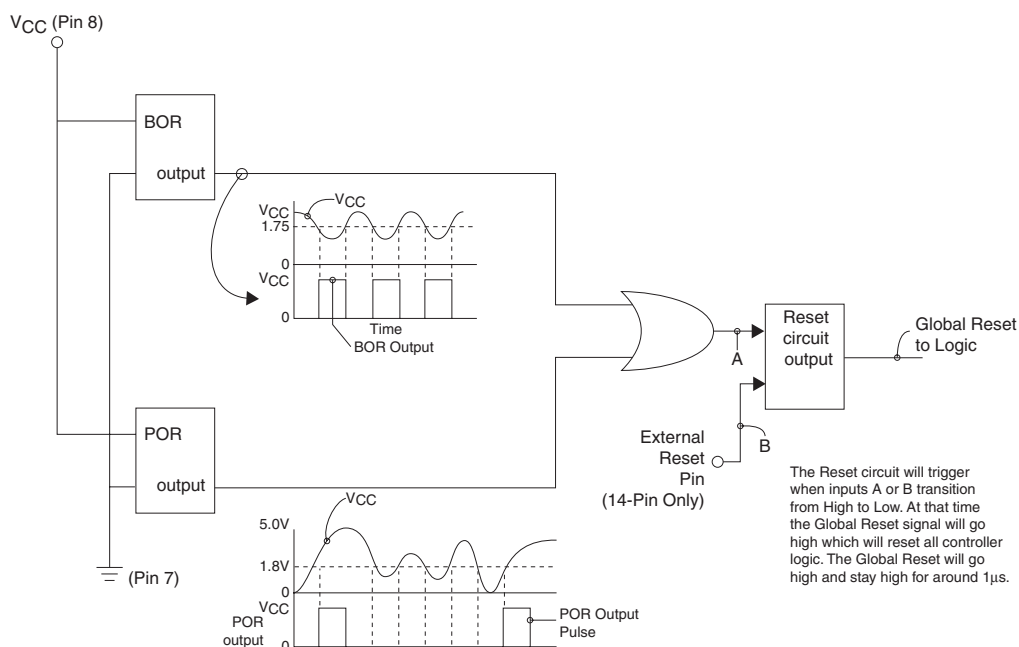 VCC (Pin 8)
BOR
output
VCC
VCC
1.75
0
VCC
0
Time
BOR Output
Reset
circuit
output
Global Reset
to Logic
A
B
External
Reset
Pin
(14-Pin Only)
POR
output
(Pin 7)
VCC
5.0V
1.8V
0
VCC
POR
output
0
POR Output
Pulse
The Reset circuit will trigger
when inputs A or B transition
from High to Low. At that time
the Global Reset signal will go
high which will reset all controller
logic. The Global Reset will go
high and stay high for around 1μs.